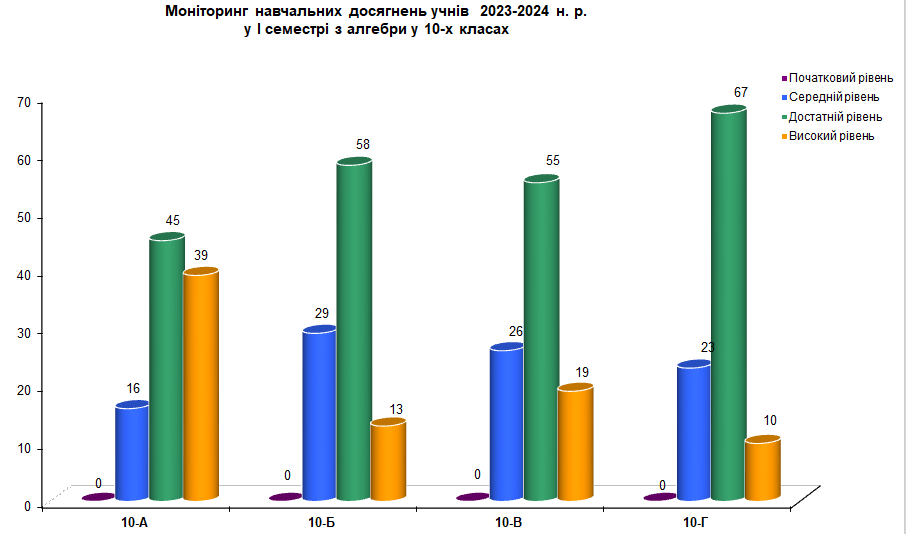 Моніторинг навчальних досягнень учнів 2023-2024 н. р.
у І семестрі з алгебри у 10-х класах
Початковий рівень
Середній рівень
Достатній рівень
Високий рівень
70
60
50
40
30
20
10
0
0
16
45
39
0
29
58
13
0
26
55
19
0
23
67
10
10-А
10-Б
10-В
10-Г